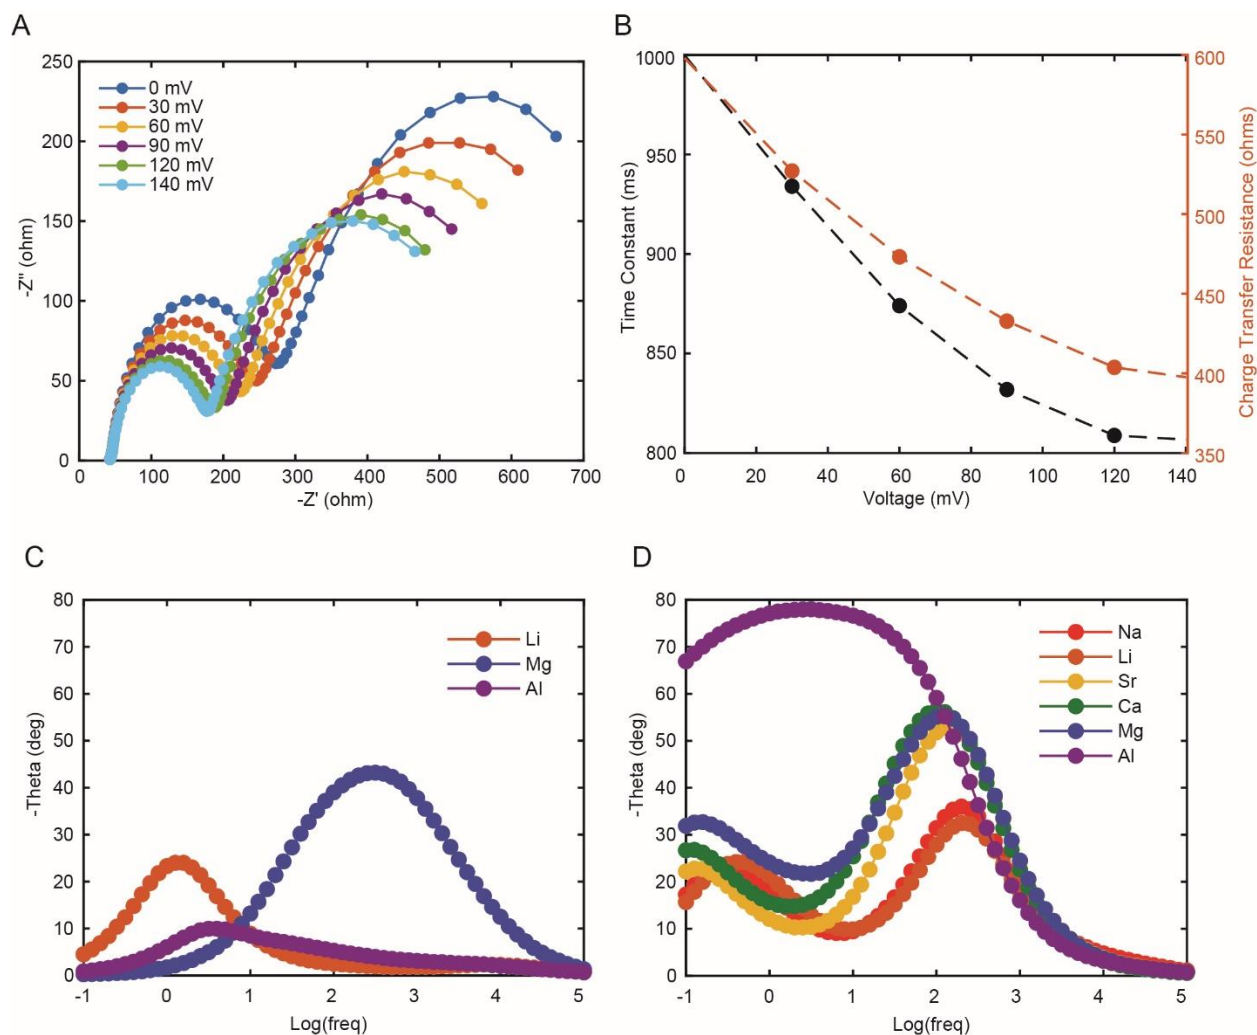 A
250
200
150
100
50
0
-Z'' (ohm)
0 mV
30 mV
60 mV
90 mV
120 mV
140 mV
0 100 200 300 400 500 600 700
-Z' (ohm)
B
1000
950
900
850
800
Time Constant (ms)
600
550
500
450
400
350
Charge Transfer Resistance (ohms)
0 20 40 60 80 100 120 140
Voltage (mV)
C
80
70
60
50
40
30
20
10
0
-Theta (deg)
Li
Mg
Al
-1 0 1 2 3 4 5
Log(freq)
D
80
70
60
50
40
30
20
10
0
-Theta (deg)
Na
Li
Sr
Ca
Mg
Al
-1 0 1 2 3 4 5
Log(freq)